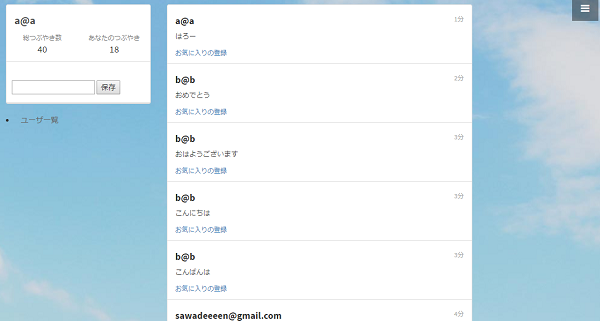 a@a
総つぶやき数 あなたのつぶやき
40 18
保存
ユーザ一覧
a@a 1分
はろー
お気に入りの登録
b@b 2分
おめでとう
お気に入りの登録
b@b 3分
おはようございます
お気に入りの登録
b@b 3分
こんにちは
お気に入りの登録
b@b 3分
こんばんは
お気に入りの登録
sawadeeeen@gmail.com 4分